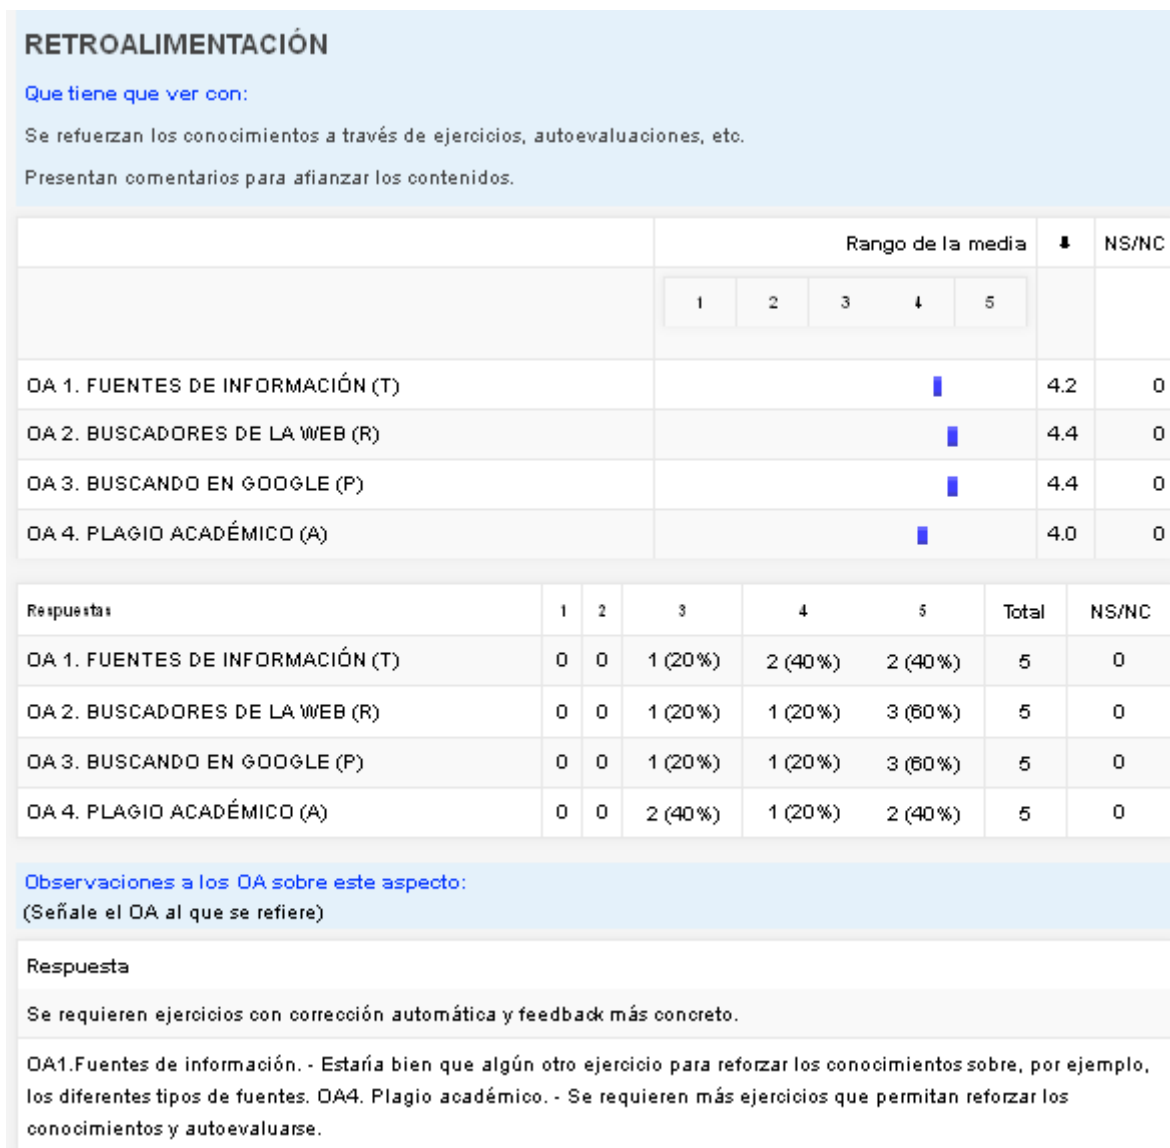 RETROALIMENTACIÓN
Que tiene que ver con:
Se refuerzan los conocimientos a través de ejercicios, autoevaluaciones, etc.
Presentan comentarios para afianzar los contenidos.
Rango de la media ⬇ NS/NC
1 2 3 4 5
OA 1. FUENTES DE INFORMACIÓN (T) 4.2 0
OA 2. BUSCADORES DE LA WEB (R) 4.4 0
OA 3. BUSCANDO EN GOOGLE (P) 4.4 0
OA 4. PLAGIO ACADÉMICO (A) 4.0 0
Respuestas 1 2 3 4 5 Total NS/NC
OA 1. FUENTES DE INFORMACIÓN (T) 0 0 1 (20%) 2 (40%) 2 (40%) 5 0
OA 2. BUSCADORES DE LA WEB (R) 0 0 1 (20%) 1 (20%) 3 (60%) 5 0
OA 3. BUSCANDO EN GOOGLE (P) 0 0 1 (20%) 1 (20%) 3 (60%) 5 0
OA 4. PLAGIO ACADÉMICO (A) 0 0 2 (40%) 1 (20%) 2 (40%) 5 0
Observaciones a los OA sobre este aspecto:
(Señale el OA al que se refiere)
Respuesta
Se requieren ejercicios con corrección automática y feedback más concreto.
OA1.Fuentes de información. - Estaría bien que algún otro ejercicio para reforzar los conocimientos sobre, por ejemplo,
los diferentes tipos de fuentes. OA4. Plagio académico. - Se requieren más ejercicios que permitan reforzar los
conocimientos y autoevaluarse.